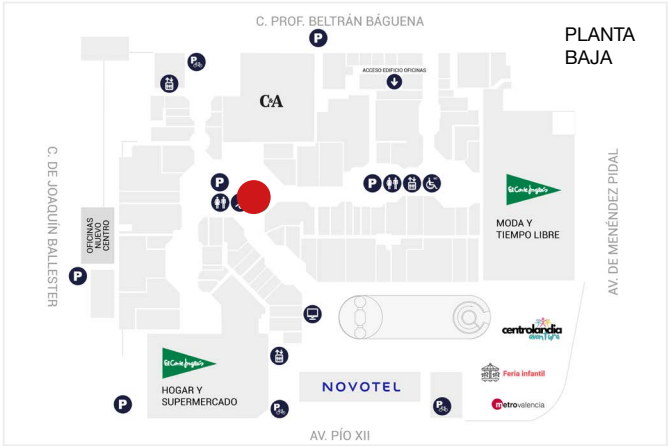 C. PROF. BELTRÁN BÁGUENA
PLANTA
BAJA
P
P
ACCESO EDIFICIO OFICINAS
C&A
C. DE JOAQUÍN BALLESTER
OFICINAS
NUEVO
CENTRO
P
P
El Corte Inglés
MODA Y
TIEMPO LIBRE
AV. DE MENÉNDEZ PIDAL
P
centrolandia
aventura
El Corte Inglés
HOGAR Y
SUPERMERCADO
Feria Infantil
NOVOTEL
P
P
P
metrovalencia
AV. PÍO XII